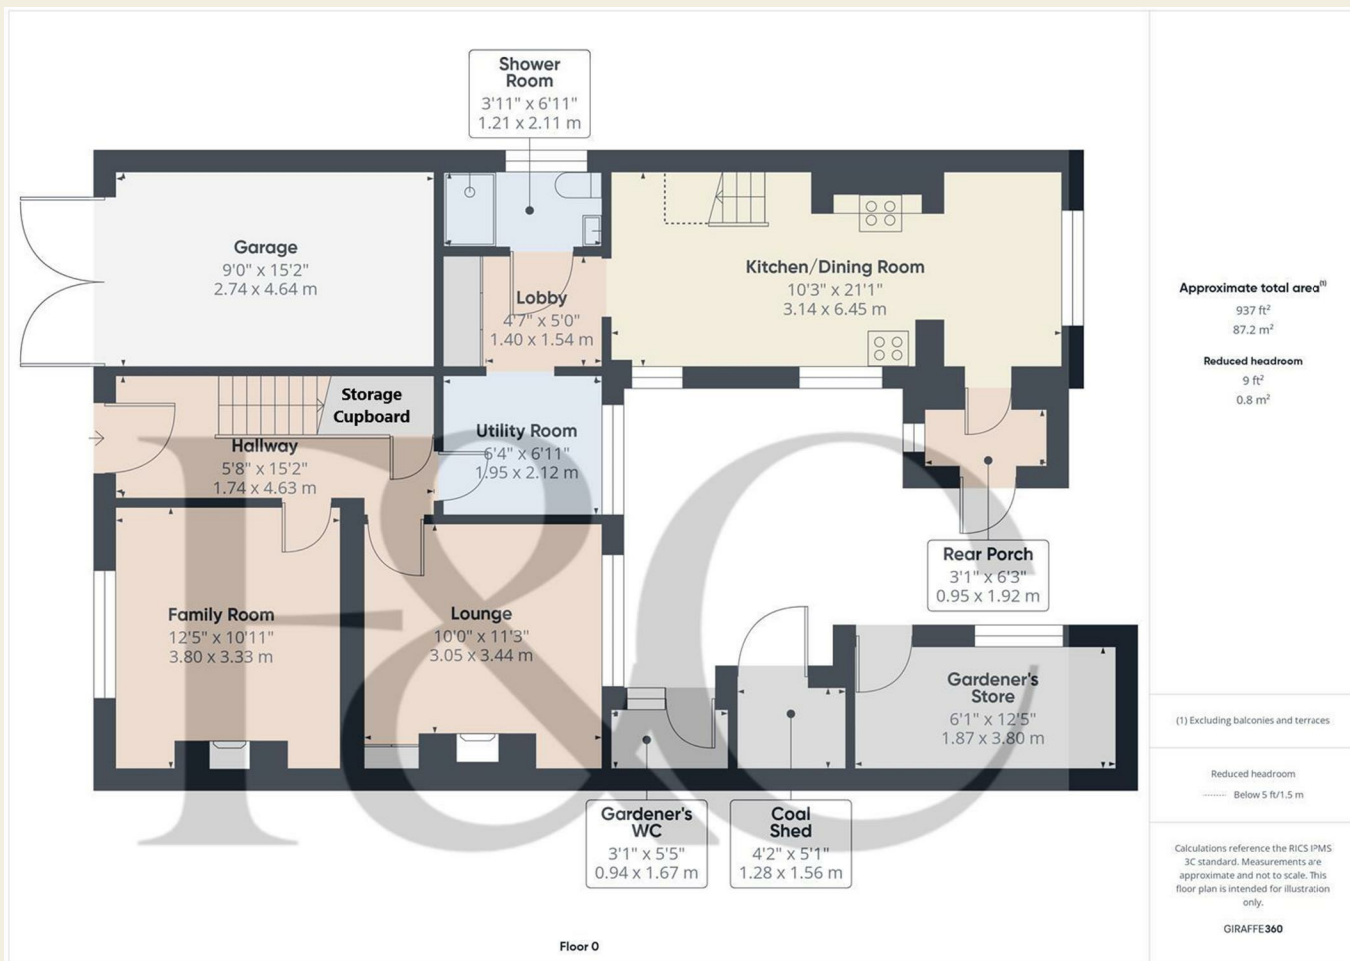 Shower
Room
3'11" x 6'11"
1.21 x 2.11 m
Garage
9'0" x 15'2"
2.74 x 4.64 m
Lobby
4'7" x 5'0"
1.40 x 1.54 m
Kitchen/Dining Room
10'3" x 21'1"
3.14 x 6.45 m
Storage
Cupboard
Hallway
5'8" x 15'2"
1.74 x 4.63 m
Utility Room
6'4" x 6'11"
1.95 x 2.12 m
Rear Porch
3'1" x 6'3"
0.95 x 1.92 m
Family Room
12'5" x 10'11"
3.80 x 3.33 m
Lounge
10'0" x 11'3"
3.05 x 3.44 m
Gardener's
Store
6'1" x 12'5"
1.87 x 3.80 m
Gardener's
WC
3'1" x 5'5"
0.94 x 1.67 m
Coal
Shed
4'2" x 5'1"
1.28 x 1.56 m
F&C
Floor 0
Approximate total area(1)
937 ft²
87.2 m²
Reduced headroom
9 ft²
0.8 m²
(1) Excluding balconies and terraces
Reduced headroom
Below 5 ft/1.5 m
Calculations reference the RICS IPMS
3C standard. Measurements are
approximate and not to scale. This
floor plan is intended for illustration
only.
GIRAFFE360